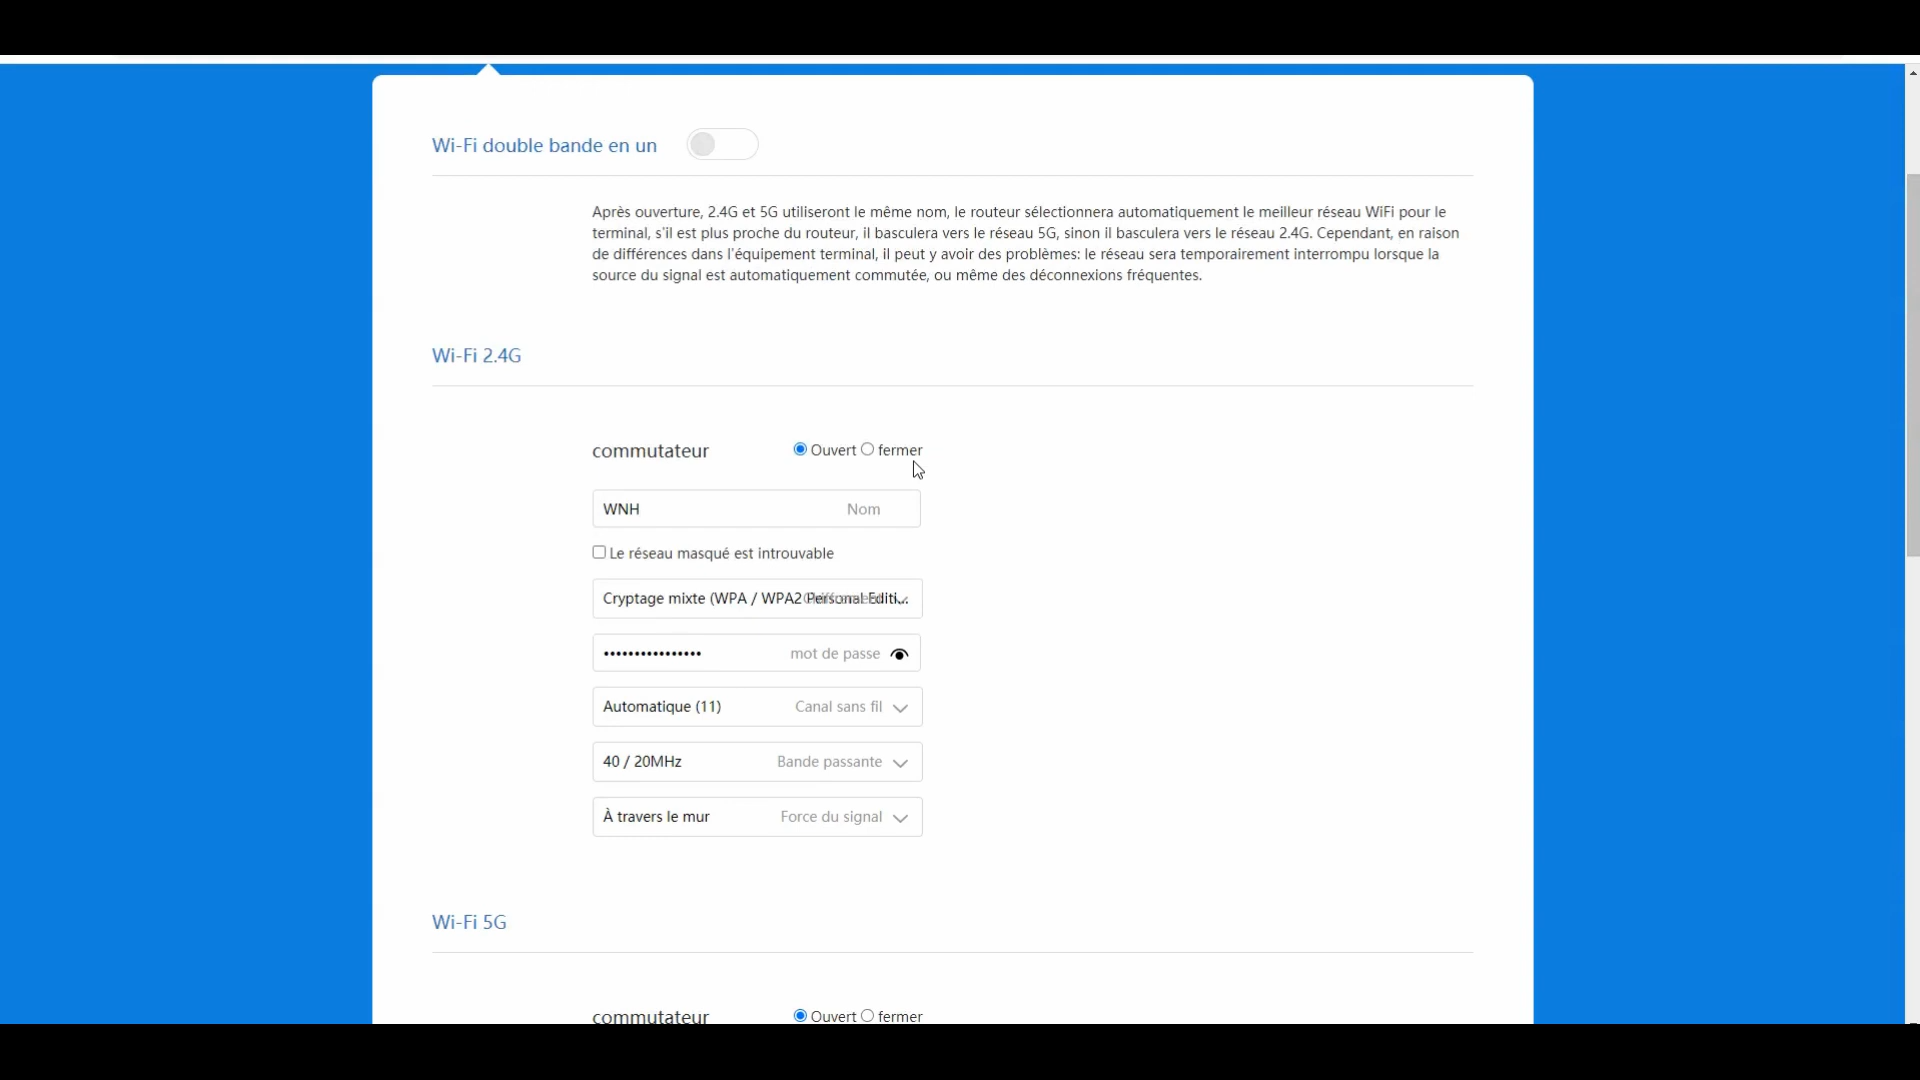 Wi-Fi double bande en un
Après ouverture, 2.4G et 5G utiliseront le même nom, le routeur sélectionnera automatiquement le meilleur réseau WiFi pour le
terminal, s'il est plus proche du routeur, il basculera vers le réseau 5G, sinon il basculera vers le réseau 2.4G. Cependant, en raison
de différences dans l'équipement terminal, il peut y avoir des problèmes: le réseau sera temporairement interrompu lorsque la
source du signal est automatiquement commutée, ou même des déconnexions fréquentes.
Wi-Fi 2.4G
commutateur Ouvert fermer
WNH Nom
Le réseau masqué est introuvable
Cryptage mixte (WPA / WPA2 Personal Editi...
•••••••••••••••• mot de passe
Automatique (11) Canal sans fil
40 / 20MHz Bande passante
À travers le mur Force du signal
Wi-Fi 5G
commutateur Ouvert fermer